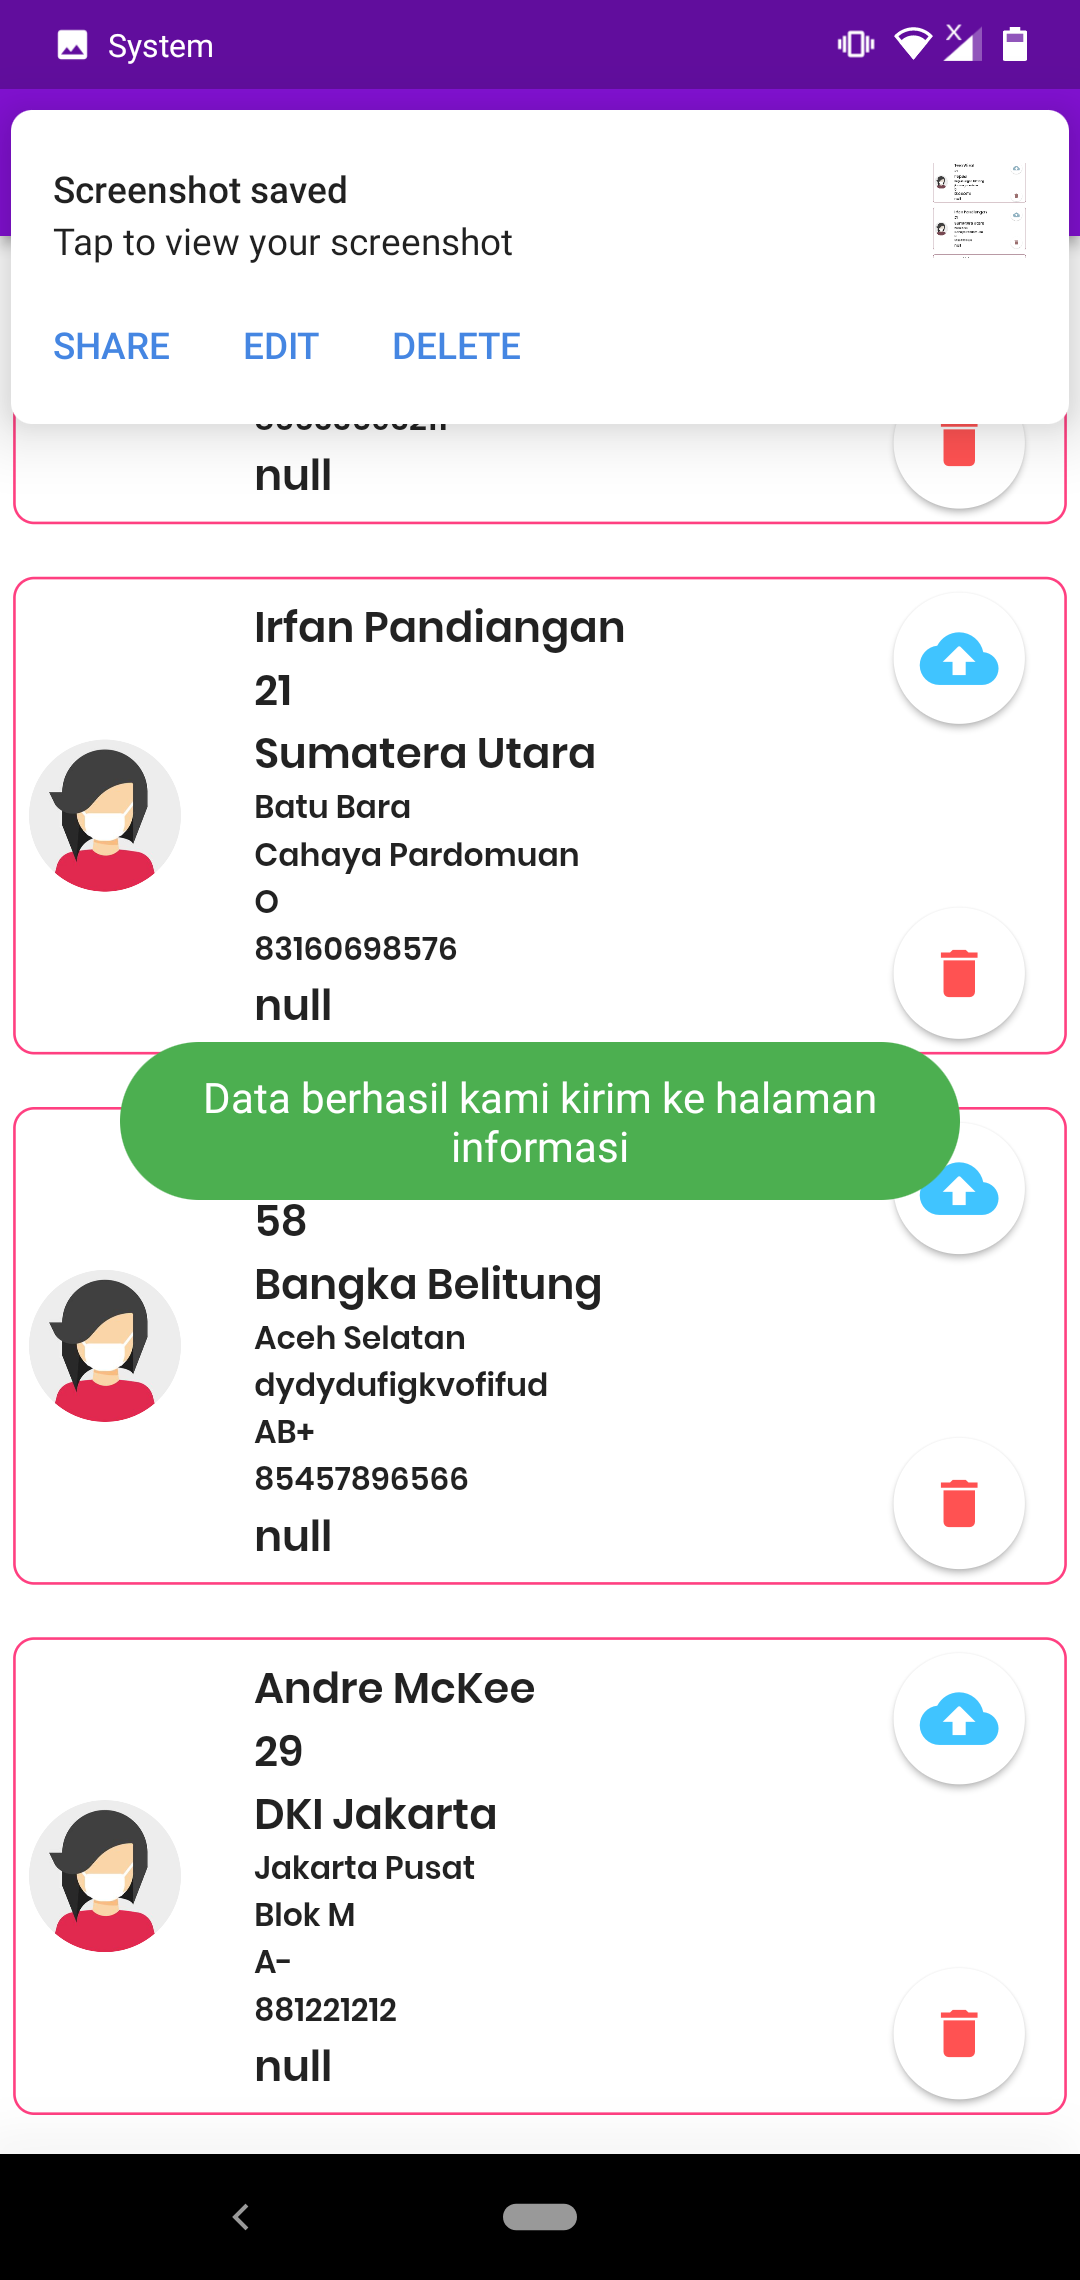 System
Screenshot saved
Tap to view your screenshot
SHARE EDIT DELETE
null
Irfan Pandiangan
21
Sumatera Utara
Batu Bara
Cahaya Pardomuan
O
83160698576
null
Data berhasil kami kirim ke halaman
informasi
58
Bangka Belitung
Aceh Selatan
dydydufigkvofifud
AB+
85457896566
null
Andre McKee
29
DKI Jakarta
Jakarta Pusat
Blok M
A-
881221212
null